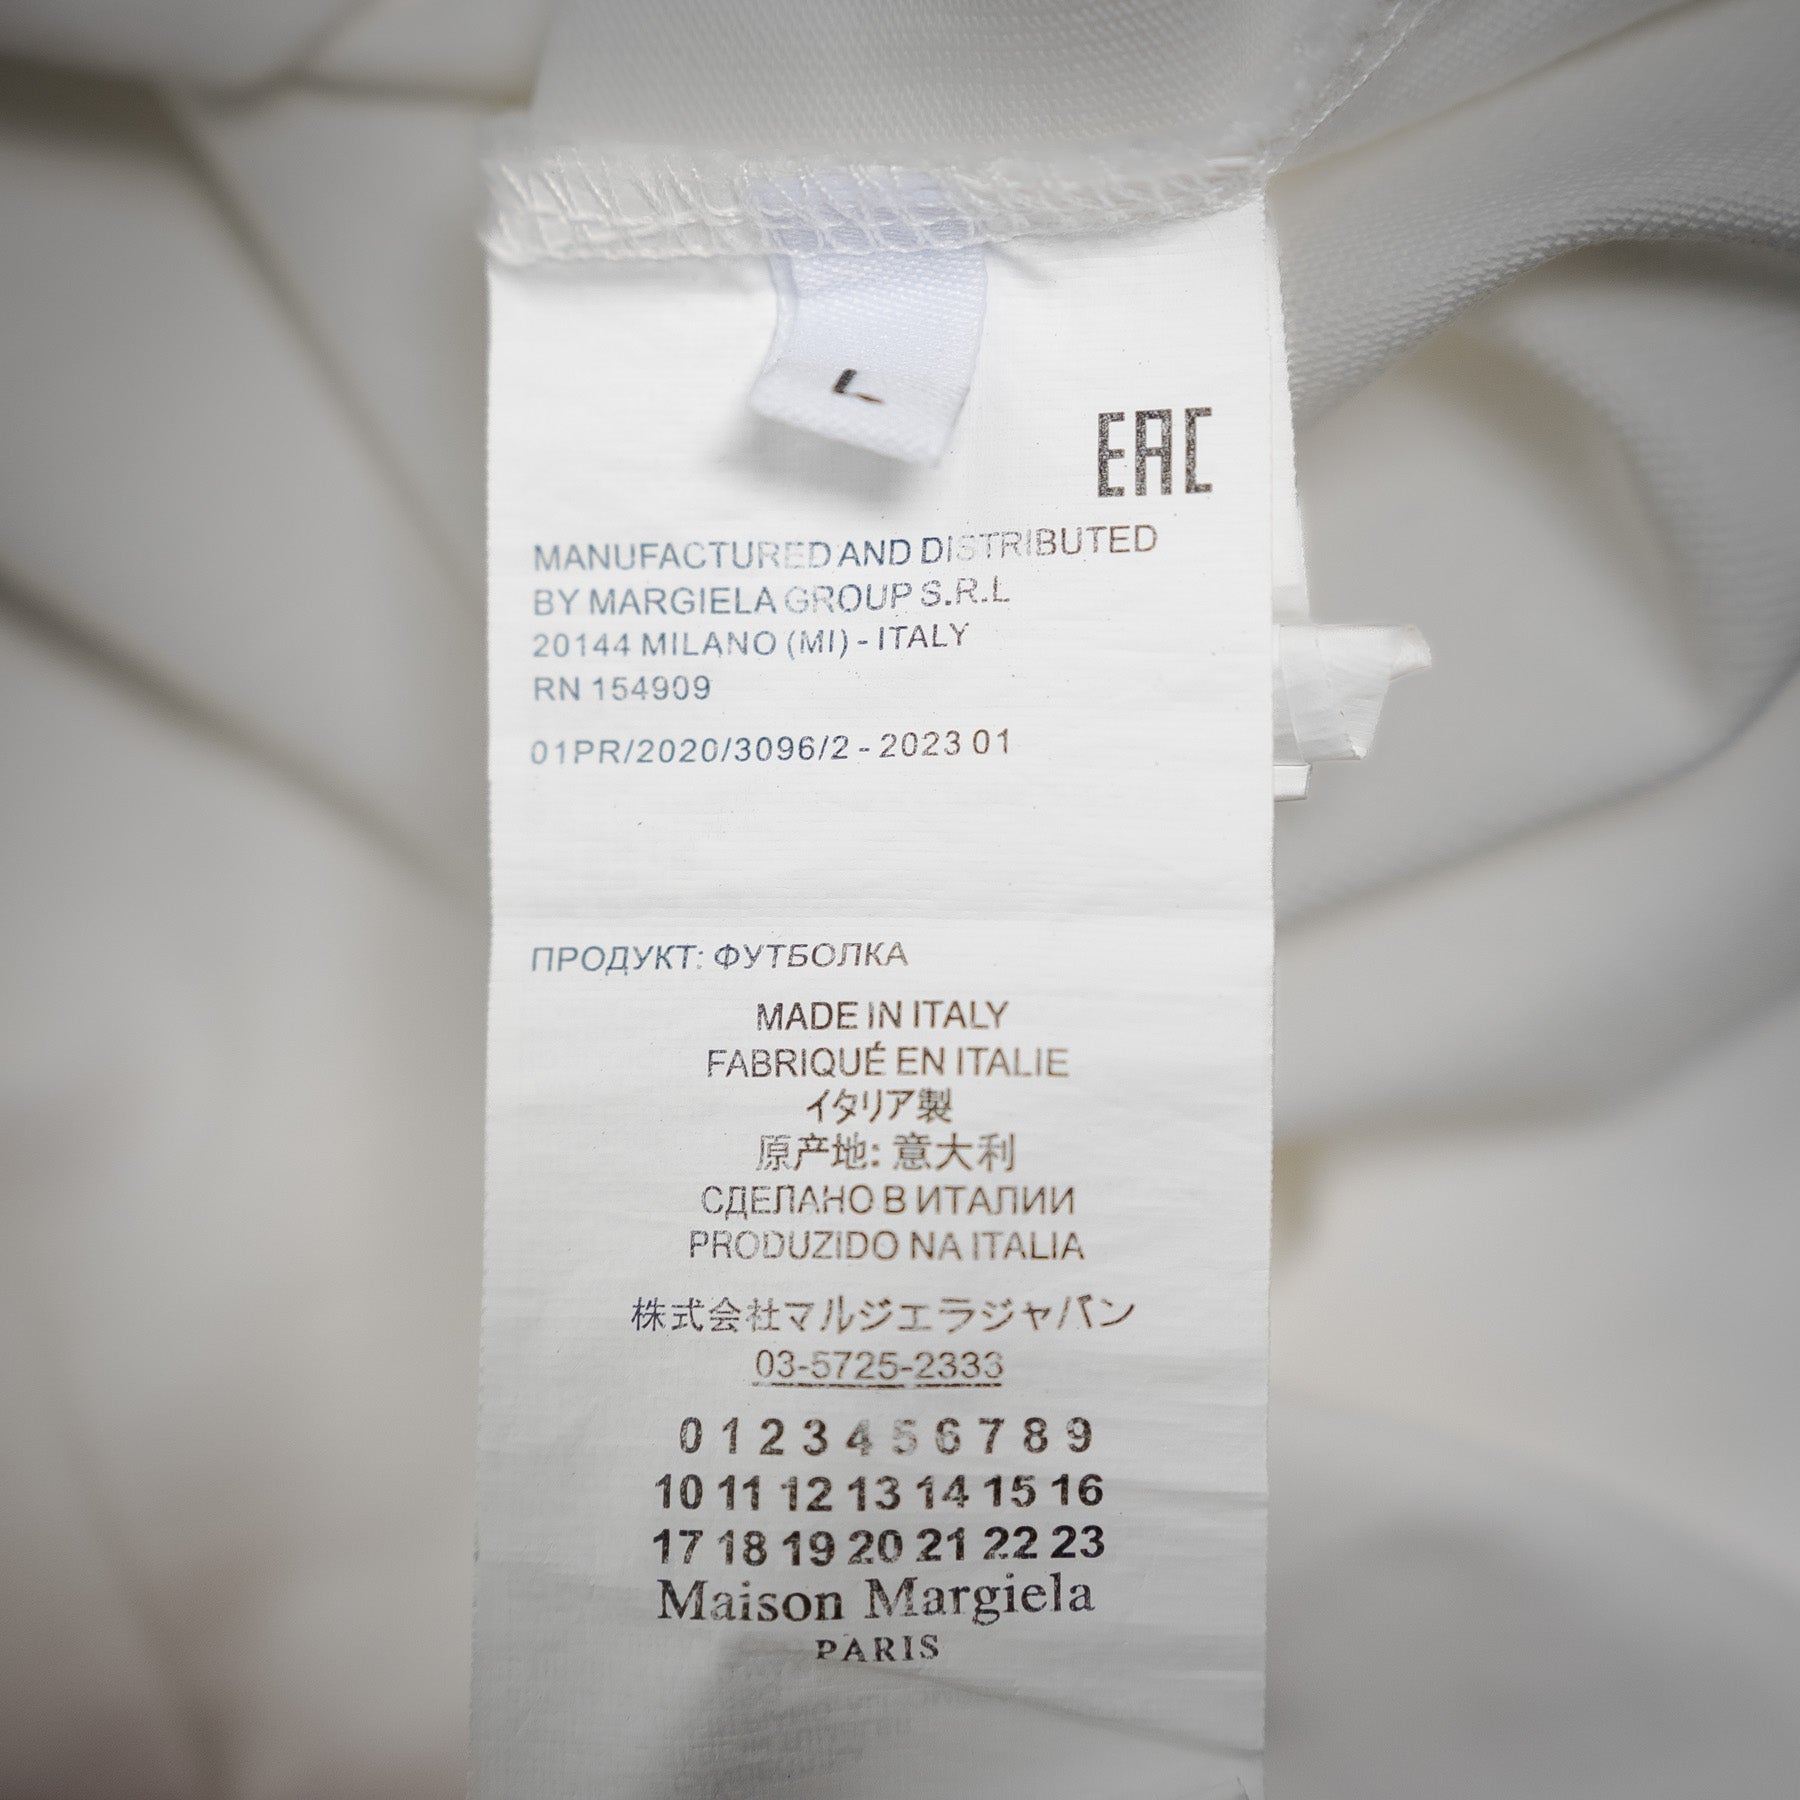 L
EAC
MANUFACTURED AND DISTRIBUTED
BY MARGIELA GROUP S.R.L
20144 MILANO (MI) - ITALY
RN 154909
01PR/2020/3096/2 - 2023 01
ПРОДУКТ: ФУТБОЛКА
MADE IN ITALY
FABRIQUÉ EN ITALIE
イタリア製
原产地: 意大利
СДЕЛАНО В ИТАЛИИ
PRODUZIDO NA ITALIA
株式会社マルジエラジャパン
03-5725-2333
0 1 2 3 4 5 6 7 8 9
10 11 12 13 14 15 16
17 18 19 20 21 22 23
Maison Margiela
PARIS